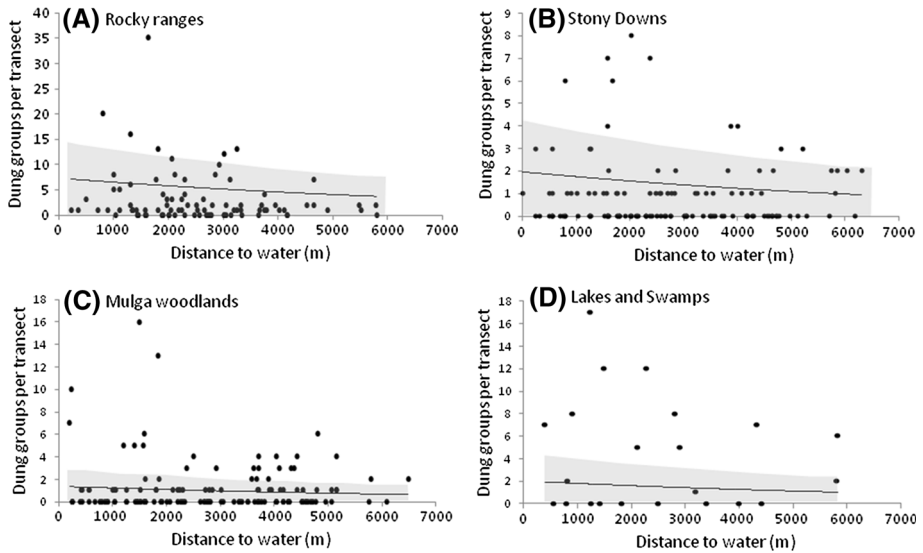 (A) Rocky ranges
Dung groups per transect
40
35
30
25
20
15
10
5
0
0 1000 2000 3000 4000 5000 6000 7000
Distance to water (m)
(B) Stony Downs
Dung groups per transect
9
8
7
6
5
4
3
2
1
0
0 1000 2000 3000 4000 5000 6000 7000
Distance to water (m)
(C) Mulga woodlands
Dung groups per transect
18
16
14
12
10
8
6
4
2
0
0 1000 2000 3000 4000 5000 6000 7000
Distance to water (m)
(D) Lakes and Swamps
Dung groups per transect
18
16
14
12
10
8
6
4
2
0
0 1000 2000 3000 4000 5000 6000 7000
Distance to water (m)